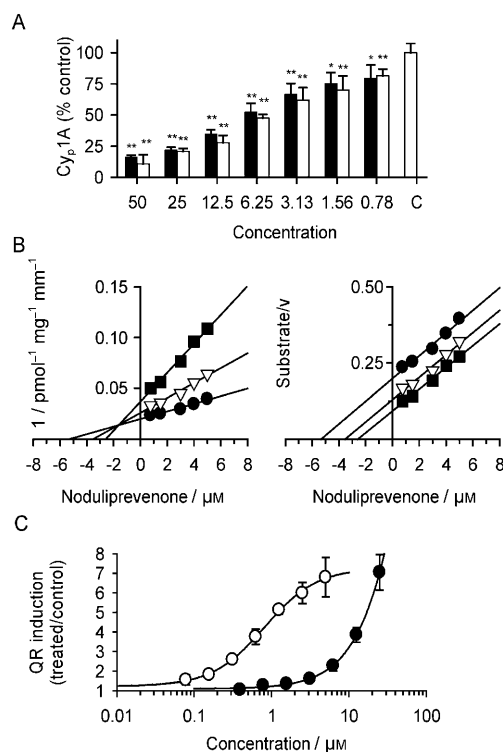 A
Cyp1A (% control)
100
75
50
25
0
** ** ** ** ** ** ** ** ** ** * ** * **
50 25 12.5 6.25 3.13 1.56 0.78 C
Concentration
B
1 / pmol⁻¹ mg⁻¹ mm⁻¹
0.15
0.10
0.05
-8 -6 -4 -2 0 2 4 6 8
Noduliprevenone / μM
Substrate/v
0.50
0.25
-8 -6 -4 -2 0 2 4 6 8
Noduliprevenone / μM
C
QR induction
(treated/control)
8
7
6
5
4
3
2
1
0.01 0.1 1 10 100
Concentration / μM